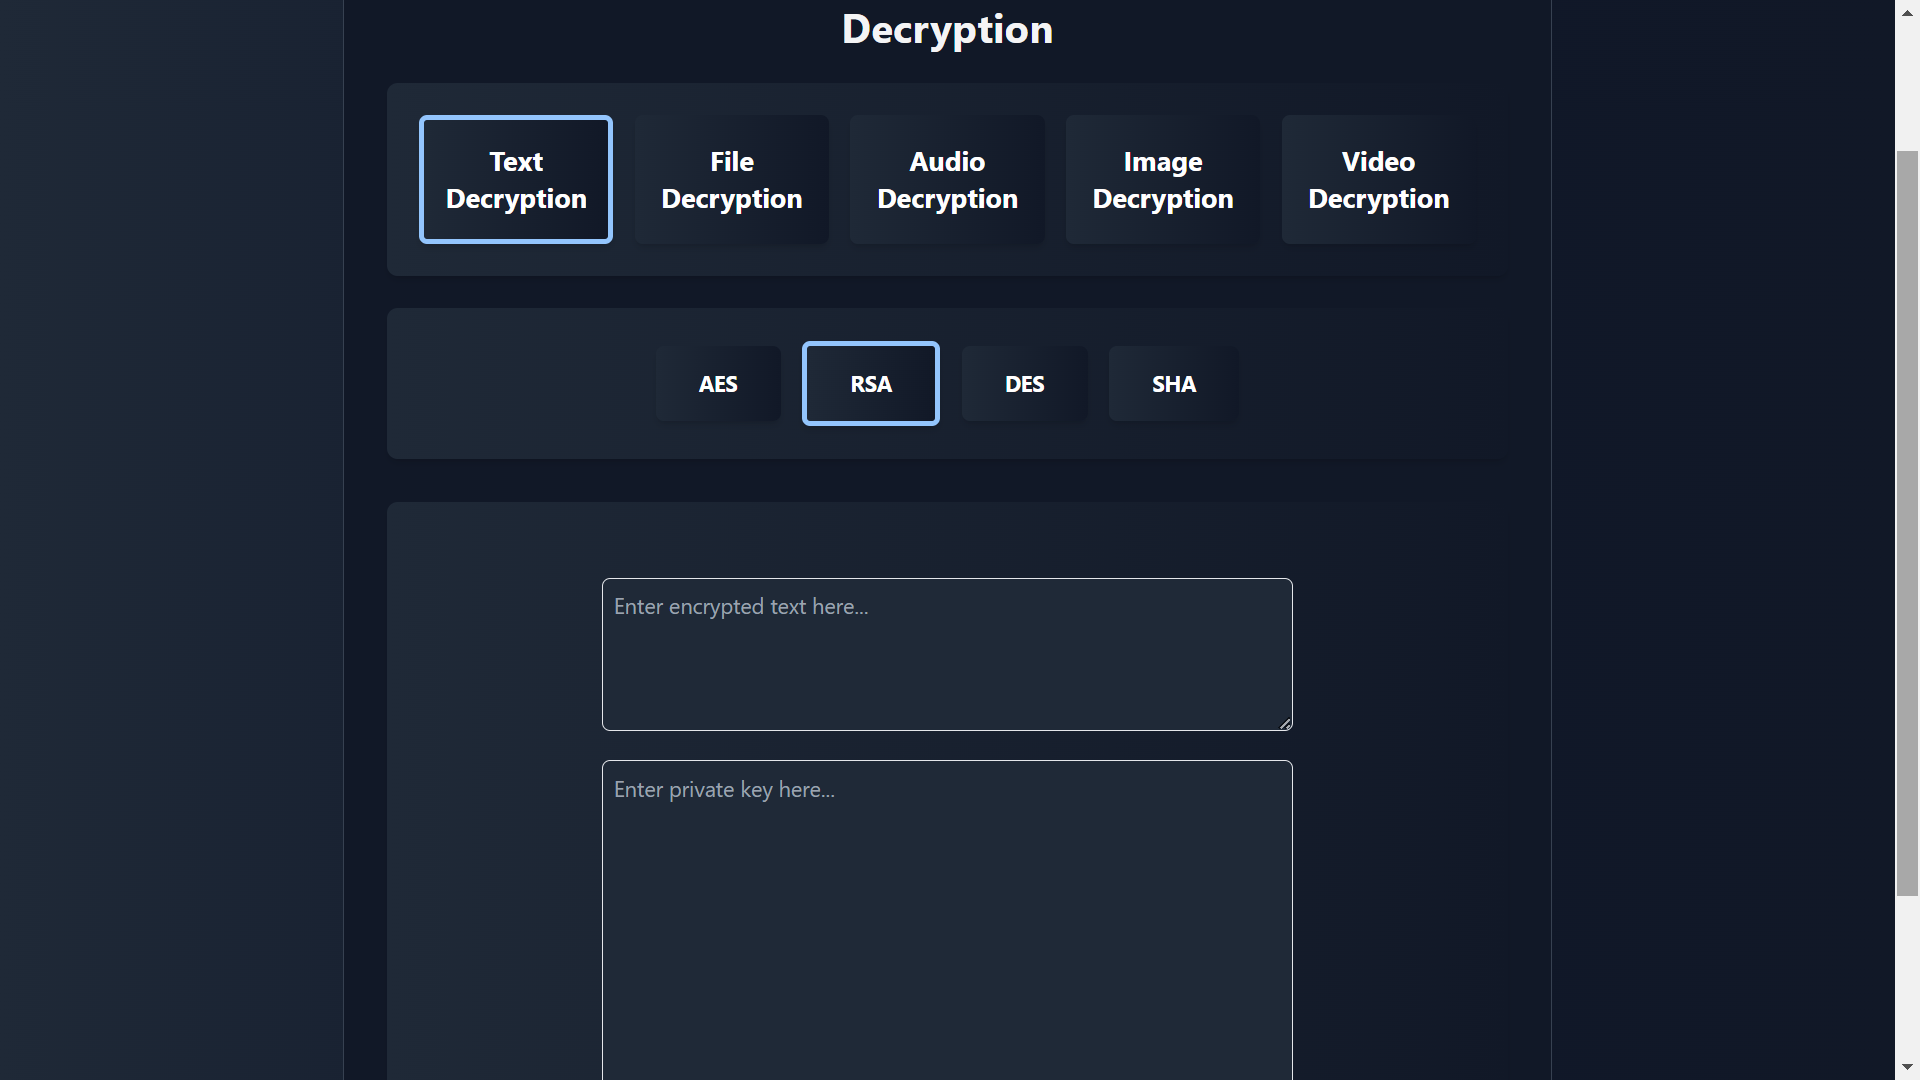 Decryption
Text
Decryption
File
Decryption
Audio
Decryption
Image
Decryption
Video
Decryption
AES
RSA
DES
SHA
Enter encrypted text here...
Enter private key here...